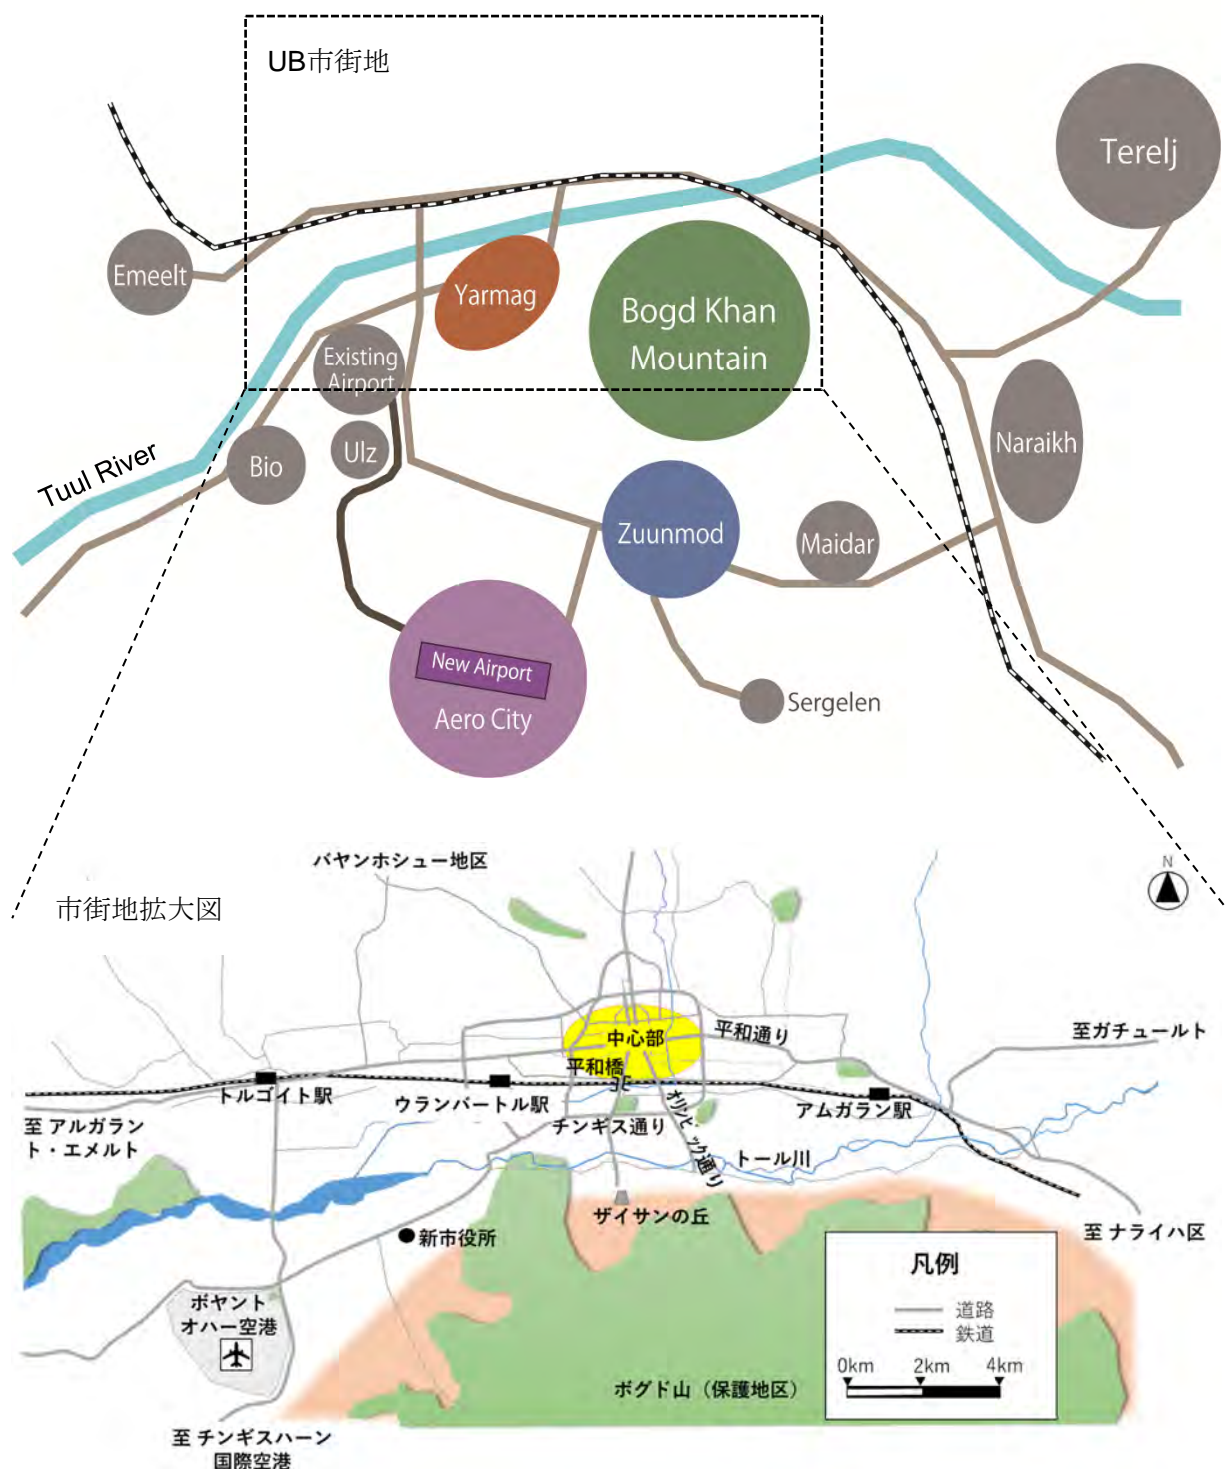 UB市街地
Terelj
Emeelt
Yarmag
Bogd Khan
Mountain
Existing
Airport
Ulz
Bio
Naraikh
Tuul River
Zuunmod
Maidar
New Airport
Aero City
Sergelen
バヤンホシュー地区
N
市街地拡大図
中心部
平和通り
至ガチュールト
平和橋
トルゴイト駅
ウランバートル駅
アムガラン駅
チンギス通り
オリンピック通り
至 アルガラン
ト・エメルト
トール川
ザイサンの丘
新市役所
至 ナライハ区
凡例
道路
鉄道
0km 2km 4km
ボヤント
オハー空港
ボグド山（保護地区）
至 チンギスハーン
国際空港